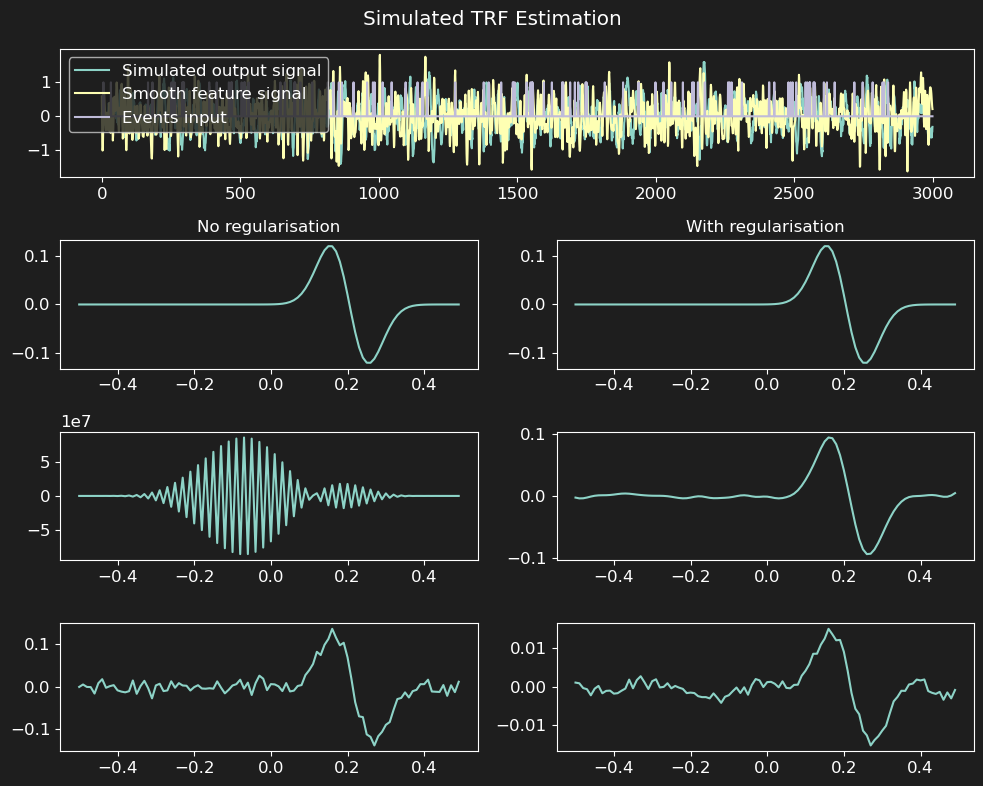 Simulated TRF Estimation
Simulated output signal
Smooth feature signal
Events input
1
0
−1
0 500 1000 1500 2000 2500 3000
No regularisation With regularisation
0.1 0.1
0.0 0.0
−0.1 −0.1
−0.4 −0.2 0.0 0.2 0.4 −0.4 −0.2 0.0 0.2 0.4
1e7
5 0.1
0 0.0
−5 −0.1
−0.4 −0.2 0.0 0.2 0.4 −0.4 −0.2 0.0 0.2 0.4
0.1 0.01
0.0 0.00
−0.1 −0.01
−0.4 −0.2 0.0 0.2 0.4 −0.4 −0.2 0.0 0.2 0.4